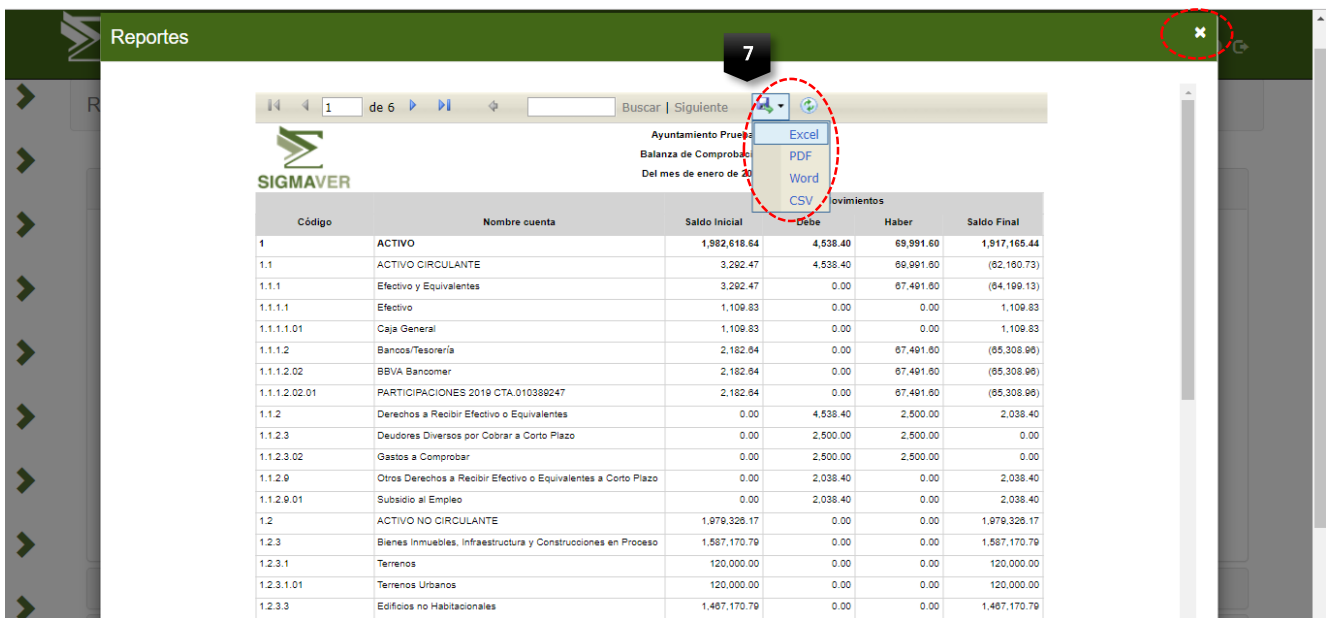 Reportes
7
R
1 de 6 Buscar | Siguiente
Excel
PDF
Word
CSV
SIGMAVER
Ayuntamiento Prueba
Balanza de Comprobaci
Del mes de enero de 20
ovimientos
Código Nombre cuenta Saldo Inicial Debe Haber Saldo Final
1 ACTIVO 1,982,618.64 4,538.40 69,991.60 1,917,165.44
1.1 ACTIVO CIRCULANTE 3,292.47 4,538.40 69,991.60 (62,160.73)
1.1.1 Efectivo y Equivalentes 3,292.47 0.00 67,491.60 (64,199.13)
1.1.1.1 Efectivo 1,109.83 0.00 0.00 1,109.83
1.1.1.1.01 Caja General 1,109.83 0.00 0.00 1,109.83
1.1.1.2 Bancos/Tesorería 2,182.64 0.00 67,491.60 (65,308.96)
1.1.1.2.02 BBVA Bancomer 2,182.64 0.00 67,491.60 (65,308.96)
1.1.1.2.02.01 PARTICIPACIONES 2019 CTA.010389247 2,182.64 0.00 67,491.60 (65,308.96)
1.1.2 Derechos a Recibir Efectivo o Equivalentes 0.00 4,538.40 2,500.00 2,038.40
1.1.2.3 Deudores Diversos por Cobrar a Corto Plazo 0.00 2,500.00 2,500.00 0.00
1.1.2.3.02 Gastos a Comprobar 0.00 2,500.00 2,500.00 0.00
1.1.2.9 Otros Derechos a Recibir Efectivo o Equivalentes a Corto Plazo 0.00 2,038.40 0.00 2,038.40
1.1.2.9.01 Subsidio al Empleo 0.00 2,038.40 0.00 2,038.40
1.2 ACTIVO NO CIRCULANTE 1,979,326.17 0.00 0.00 1,979,326.17
1.2.3 Bienes Inmuebles, Infraestructura y Construcciones en Proceso 1,587,170.79 0.00 0.00 1,587,170.79
1.2.3.1 Terrenos 120,000.00 0.00 0.00 120,000.00
1.2.3.1.01 Terrenos Urbanos 120,000.00 0.00 0.00 120,000.00
1.2.3.3 Edificios no Habitacionales 1,467,170.79 0.00 0.00 1,467,170.79